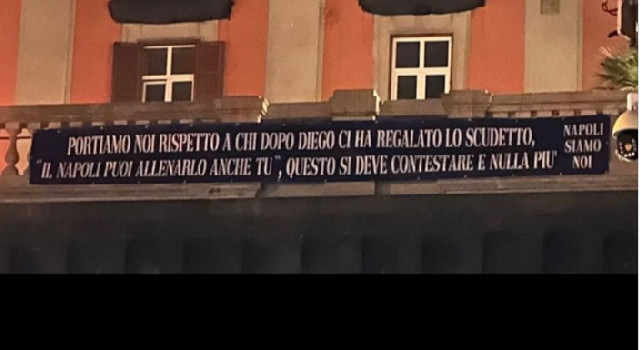 PORTIAMO NOI RISPETTO A CHI DOPO DIEGO CI HA REGALATO LO SCUDETTO,
"IL NAPOLI PUOI ALLENARLO ANCHE TU", QUESTO SI DEVE CONTESTARE E NULLA PIU'
NAPOLI
SIAMO
NOI